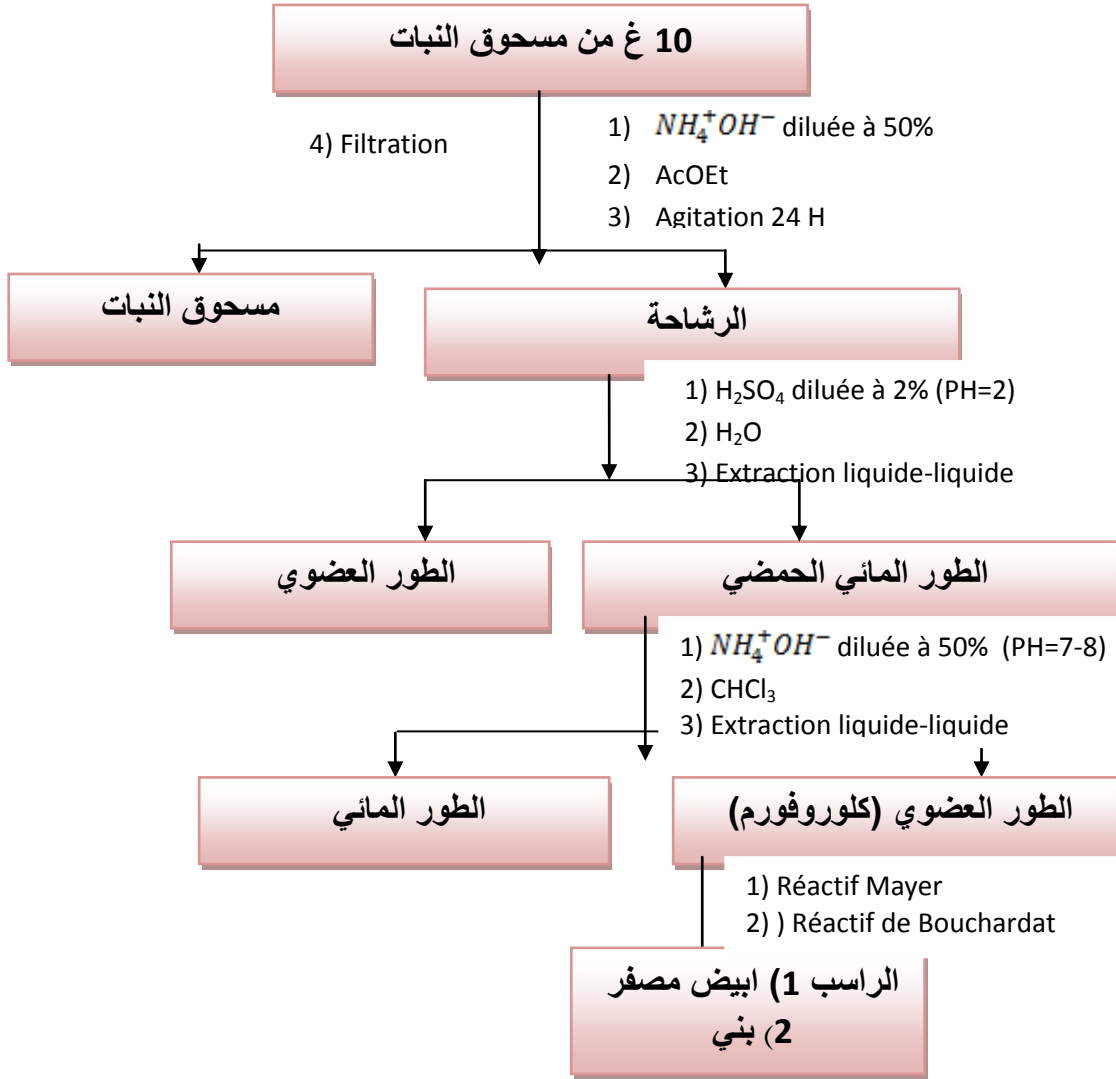 10 غ من مسحوق النبات
4) Filtration
1) NH₄⁺OH⁻ diluée à 50%
2) AcOEt
3) Agitation 24 H
مسحوق النبات
الرشاحة
1) H₂SO₄ diluée à 2% (PH=2)
2) H₂O
3) Extraction liquide-liquide
الطور العضوي
الطور المائي الحمضي
1) NH₄⁺OH⁻ diluée à 50% (PH=7-8)
2) CHCl₃
3) Extraction liquide-liquide
الطور المائي
الطور العضوي (كلوروفورم)
1) Réactif Mayer
2) ) Réactif de Bouchardat
الراسب 1) ابيض مصفر
2) بني